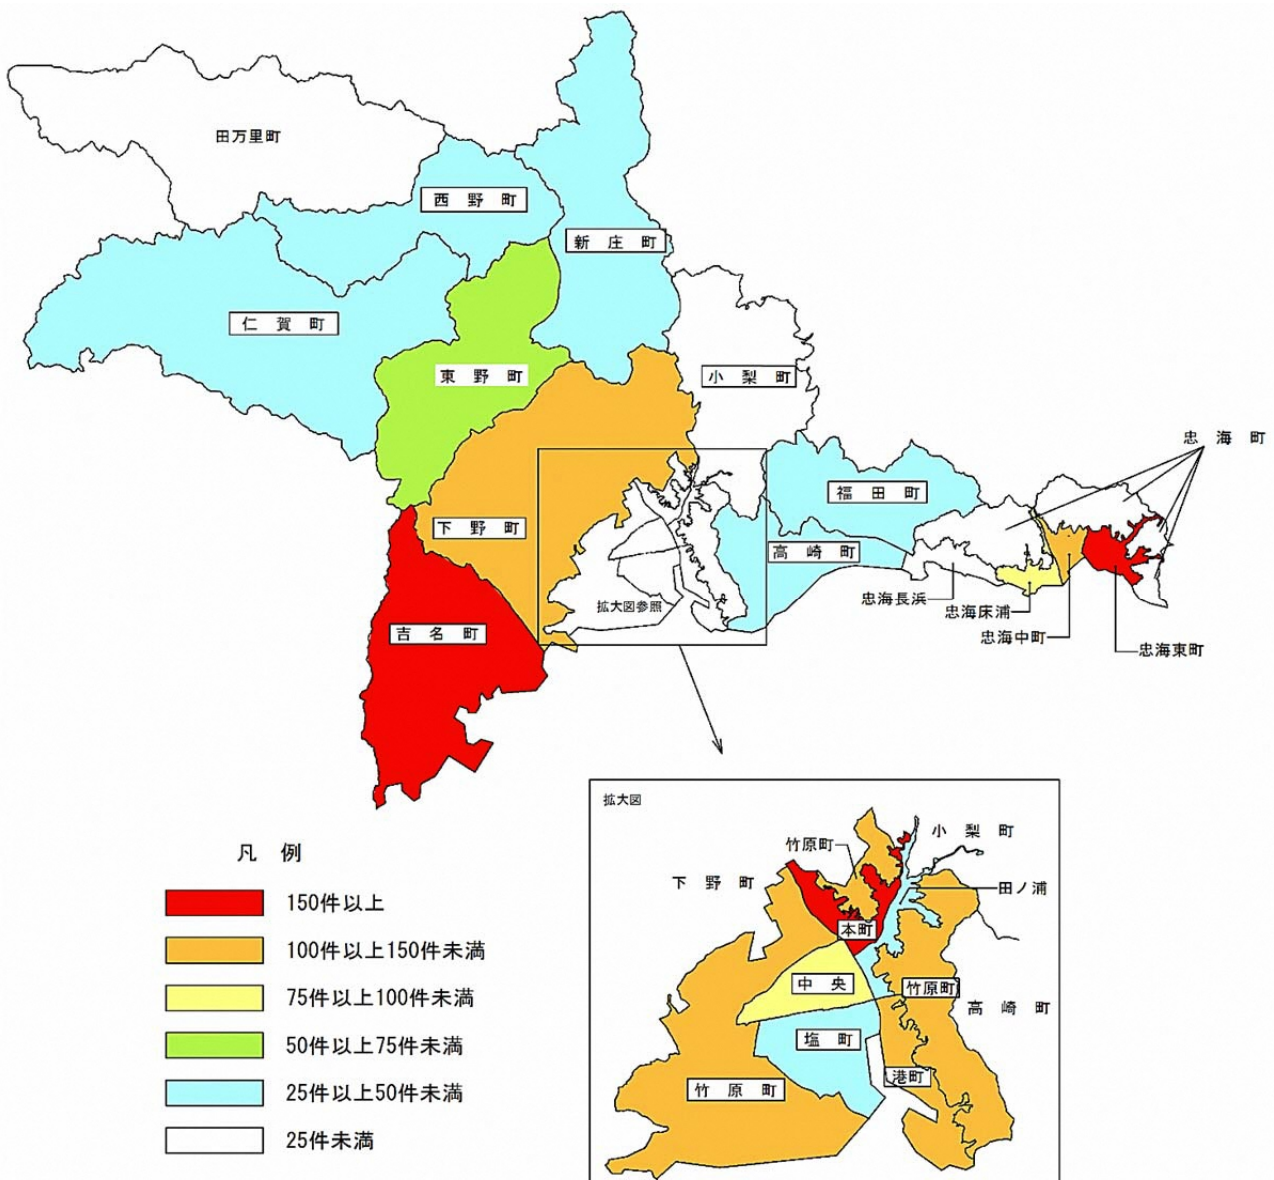 田万里町
西野町
新庄町
仁賀町
東野町
小梨町
忠海町
福田町
下野町
高崎町
忠海長浜
拡大図参照
忠海床浦
吉名町
忠海中町
忠海東町
拡大図
小梨町
竹原町
下野町
田ノ浦
本町
中央
竹原町
高崎町
塩町
港町
竹原町
凡例
150件以上
100件以上150件未満
75件以上100件未満
50件以上75件未満
25件以上50件未満
25件未満